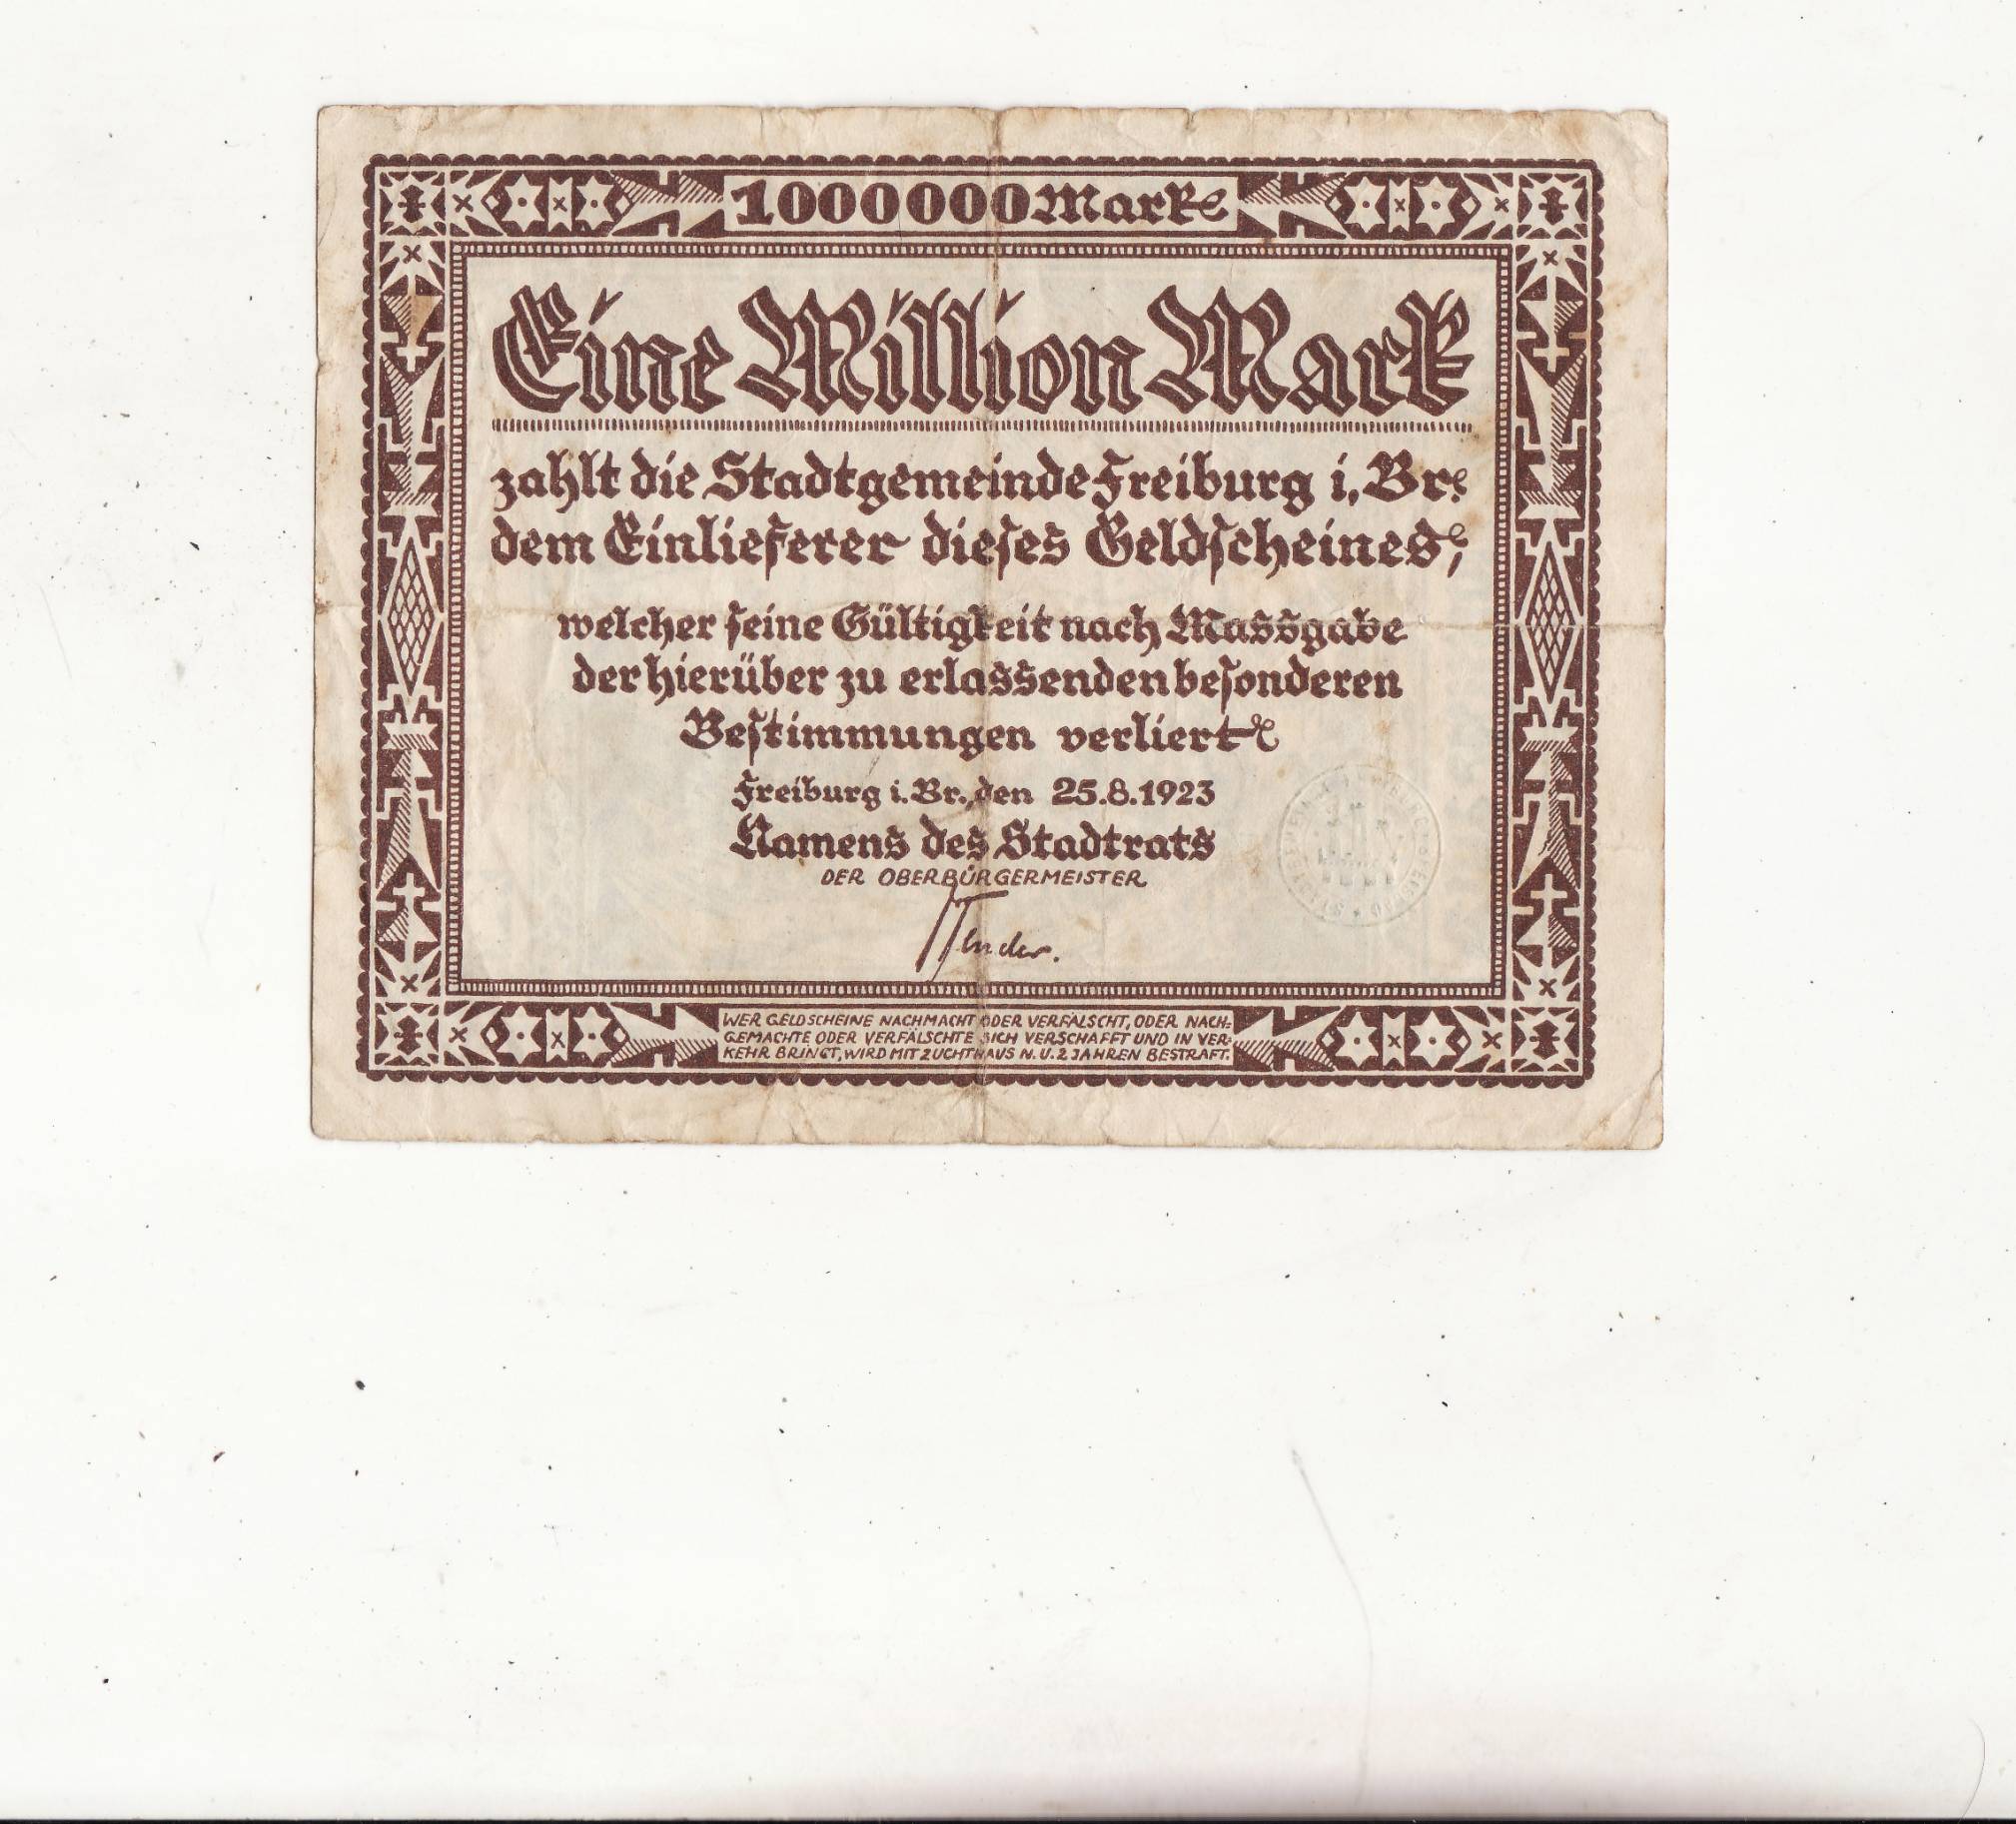 1000000 Mark
Eine Million Mark
zahlt die Stadtgemeinde Freiburg i. Br.
dem Einlieferer dieſes Geldſcheines,
welcher ſeine Gültigkeit nach Massgabe
der hierüber zu erlassenden beſonderen
Beſtimmungen verliert
Freiburg i. Br., den 25.8.1923
Namens des Stadtrats
DER OBERBÜRGERMEISTER
WER GELDSCHEINE NACHMACHT ODER VERFÄLSCHT, ODER NACH=
GEMACHTE ODER VERFÄLSCHTE SICH VERSCHAFFT UND IN VER=
KEHR BRINGT, WIRD MIT ZUCHTHAUS N. U. 2 JAHREN BESTRAFT.